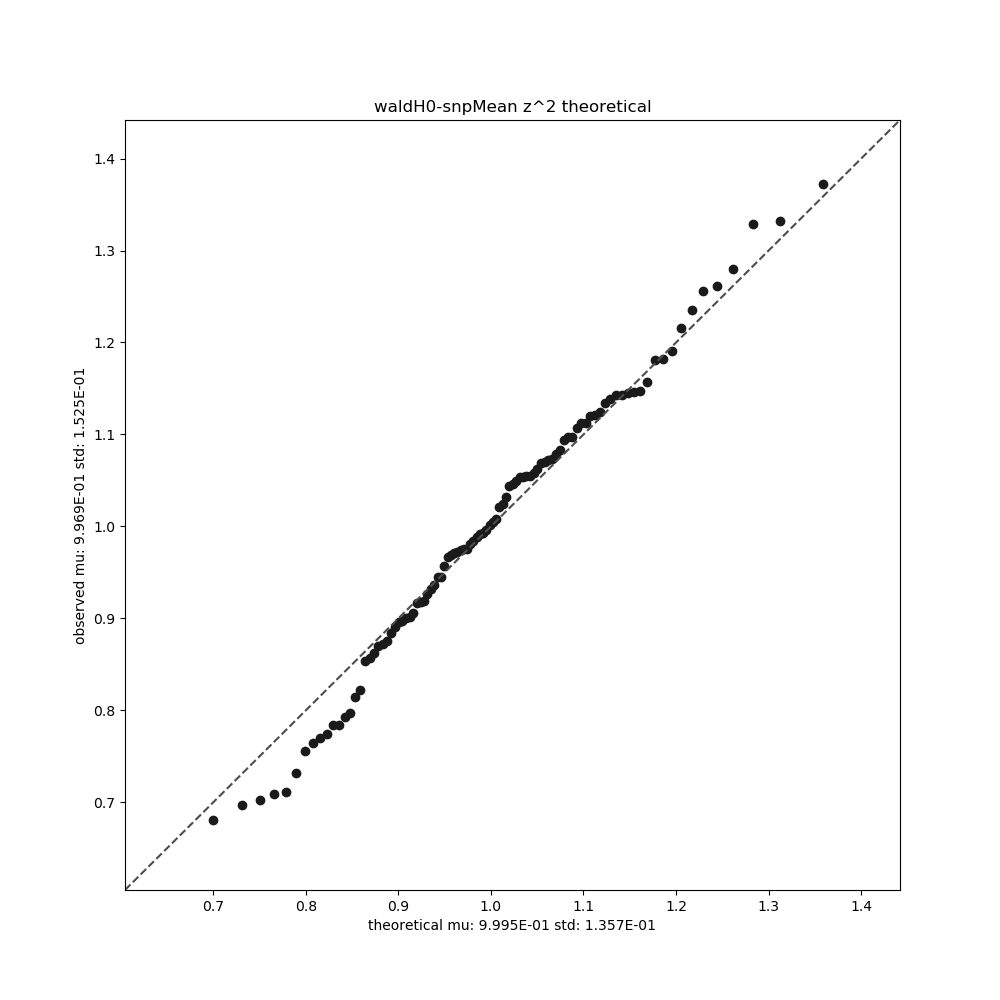 waldH0-snpMean z^2 theoretical
1.4
1.3
1.2
1.1
1.0
0.9
0.8
0.7
observed mu: 9.969E-01 std: 1.525E-01
0.7 0.8 0.9 1.0 1.1 1.2 1.3 1.4
theoretical mu: 9.995E-01 std: 1.357E-01